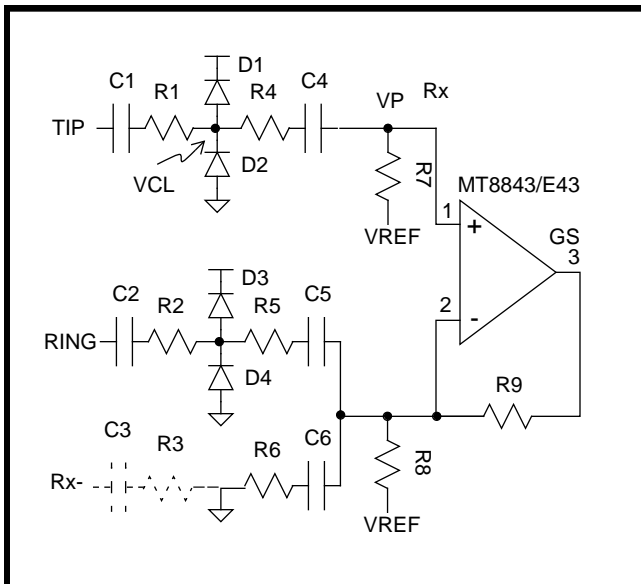 D1
C1
R1
R4
C4
VP
Rx
TIP
D2
VCL
R7
MT8843/E43
VREF
1
+
GS
3
D3
C2
R2
R5
C5
2
-
RING
D4
R9
C3
R3
R6
C6
Rx-
R8
VREF